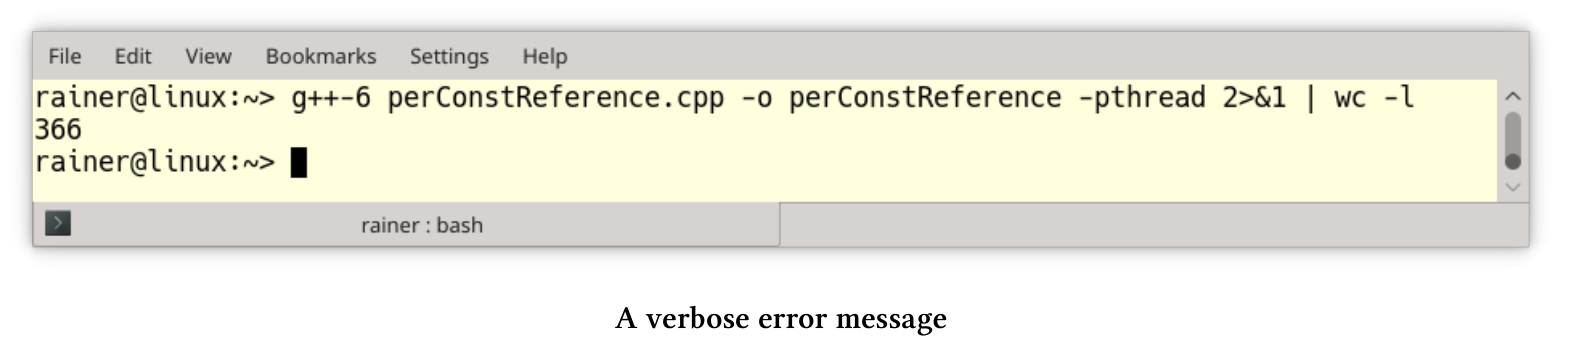 File Edit View Bookmarks Settings Help
rainer@linux:~> g++-6 perConstReference.cpp -o perConstReference -pthread 2>&1 | wc -l
366
rainer@linux:~>
rainer : bash
A verbose error message